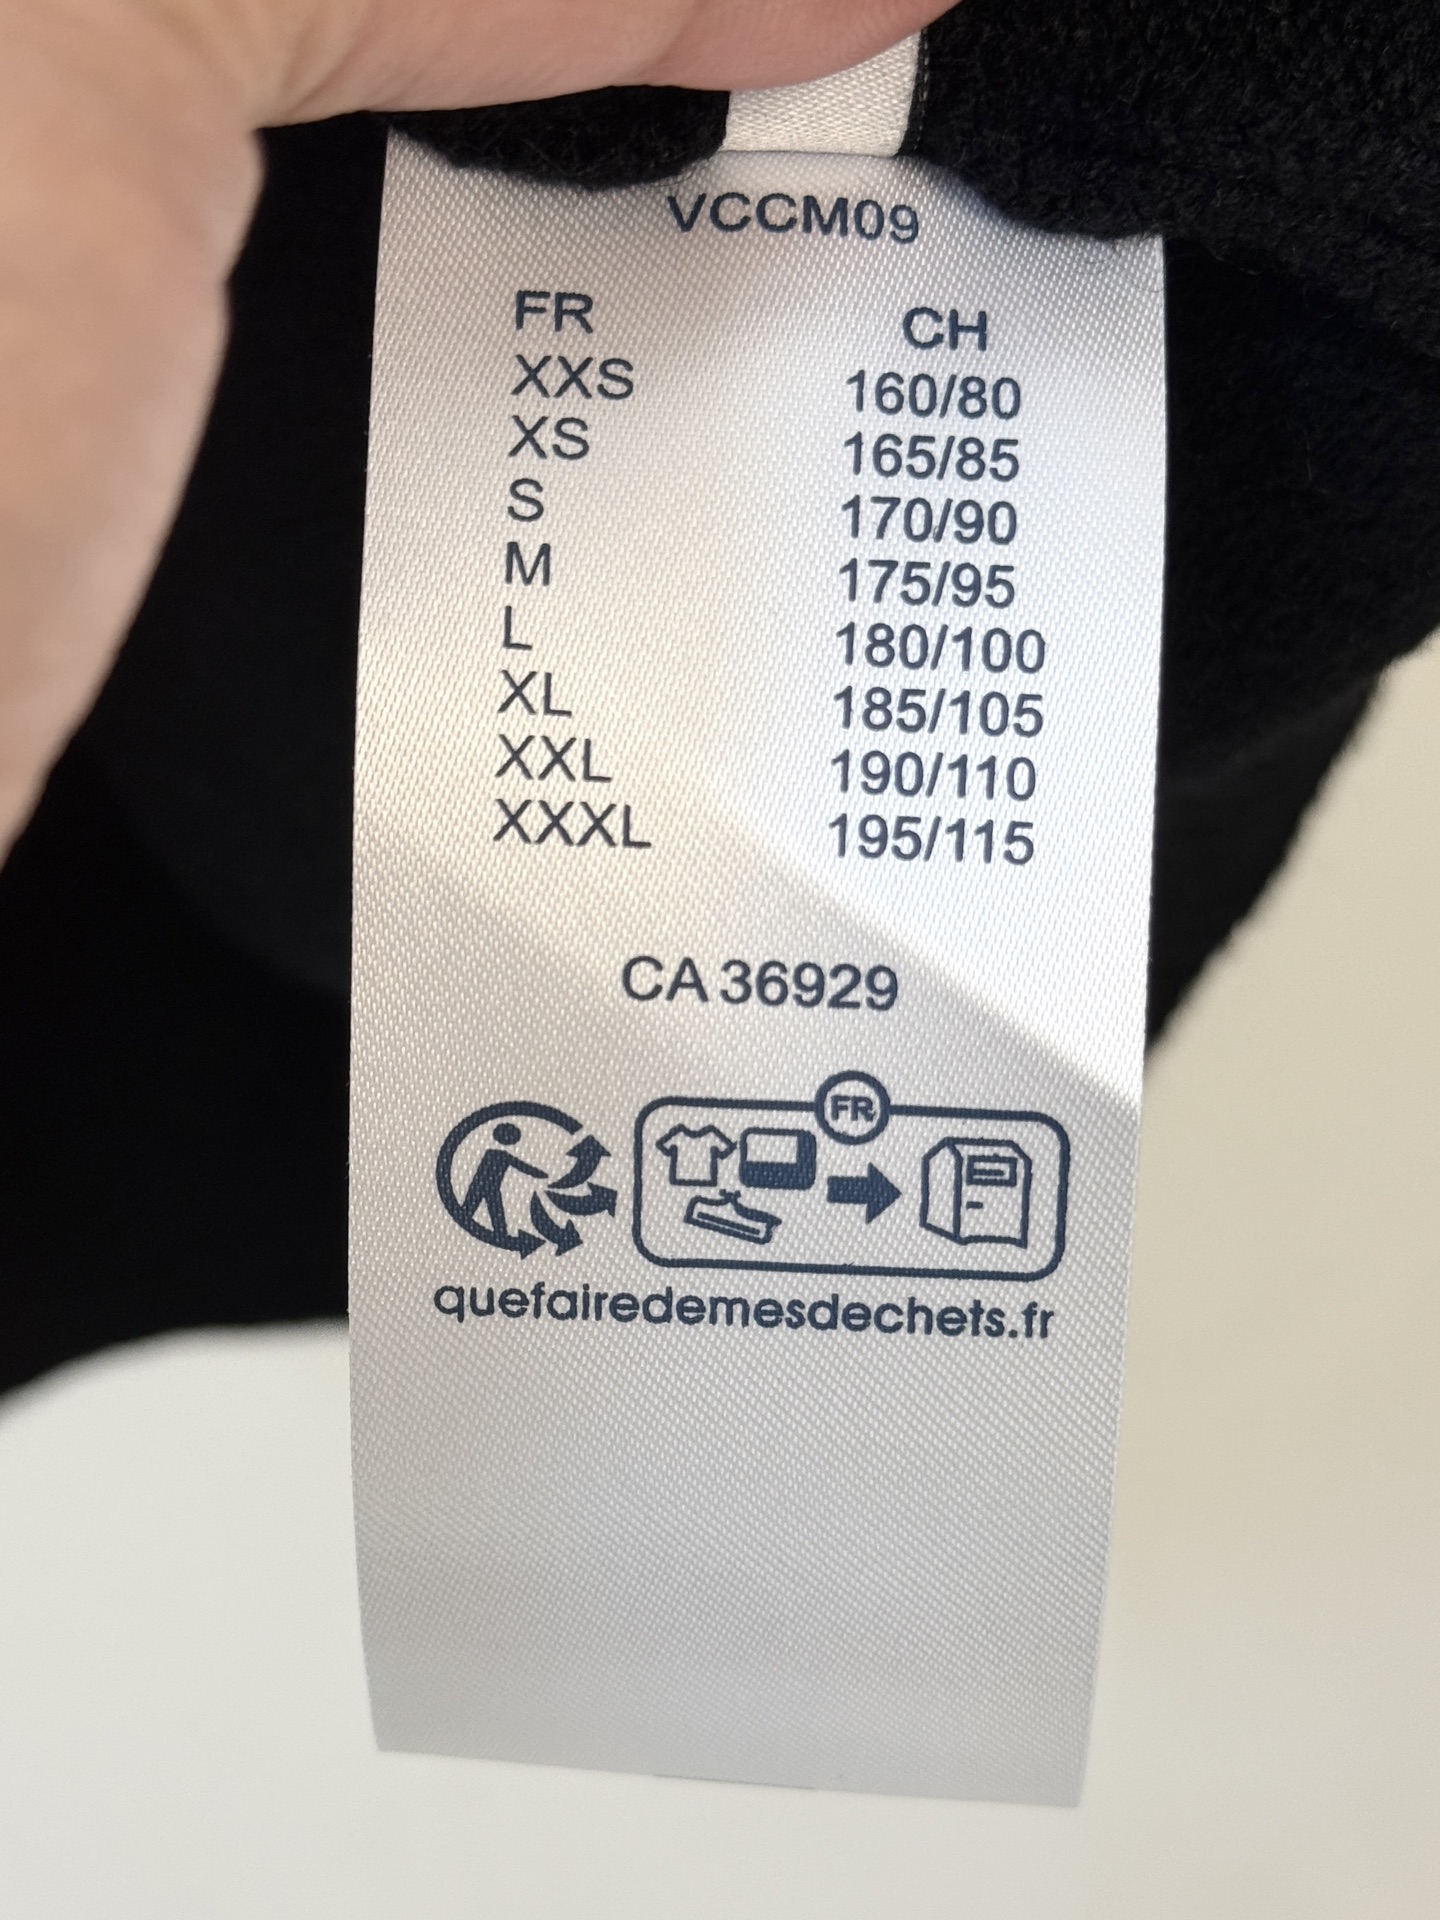 VCCM09
FR CH
XXS 160/80
XS 165/85
S 170/90
M 175/95
L 180/100
XL 185/105
XXL 190/110
XXXL 195/115
CA 36929
FR
quefairedemesdechets.fr